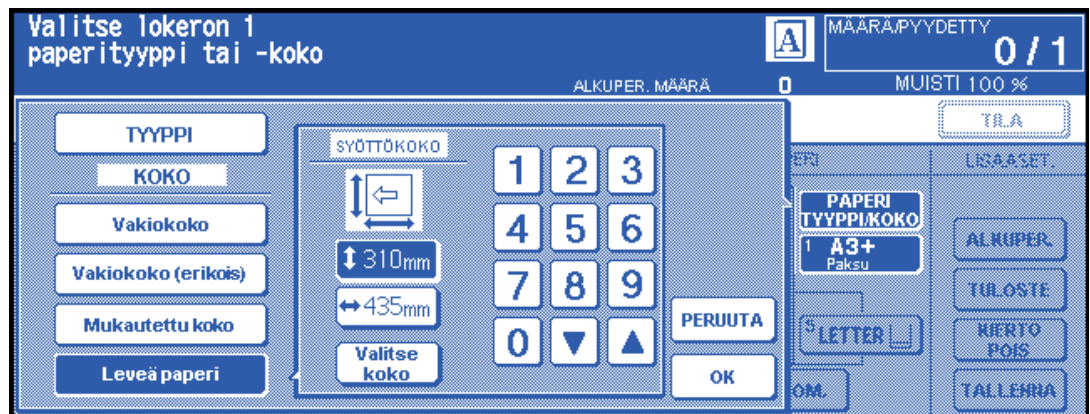 Valitse lokeron 1
paperityyppi tai -koko
A
MÄÄRÄ/PYYDETTY
0 / 1
ALKUPER. MÄÄRÄ 0
MUISTI 100 %
TILA
TYYPPI
KOKO
Vakiokoko
Vakiokoko (erikois)
Mukautettu koko
Leveä paperi
SYÖTTÖKOKO
310mm
435mm
Valitse
koko
1 2 3
4 5 6
7 8 9
0
PERUUTA
OK
PAPERI
TYYPPI/KOKO
1 A3+
Paksu
5 LETTER
LISÄASET.
ALKUPER.
TULOSTE
KIERTO
POIS
TALLENNA